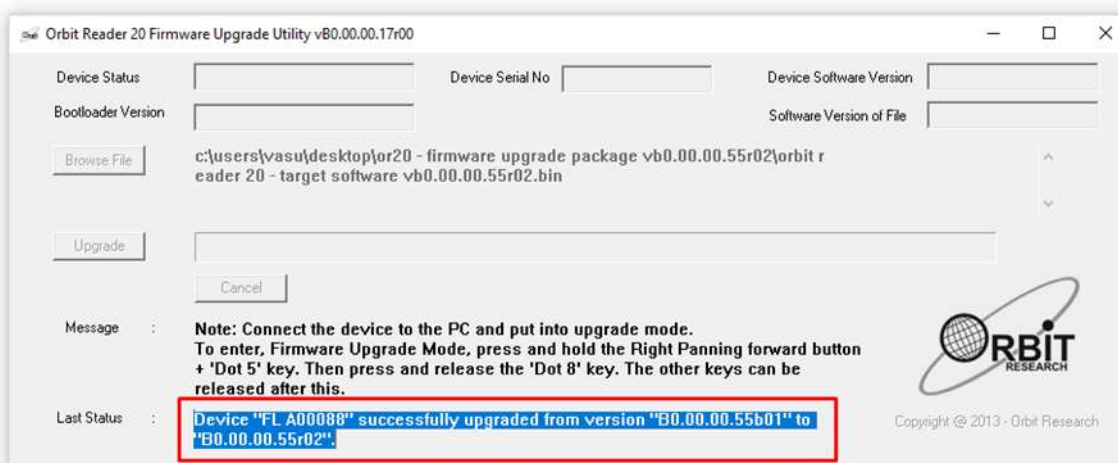 Orbit Reader 20 Firmware Upgrade Utility vB0.00.00.17r00
Device Status
Device Serial No
Device Software Version
Bootloader Version
Software Version of File
Browse File
c:\users\vasu\desktop\or20 - firmware upgrade package vb0.00.00.55r02\orbit r
eader 20 - target software vb0.00.00.55r02.bin
Upgrade
Cancel
Message :
Note: Connect the device to the PC and put into upgrade mode.
To enter, Firmware Upgrade Mode, press and hold the Right Panning forward button
+ 'Dot 5' key. Then press and release the 'Dot 8' key. The other keys can be
released after this.
ORBIT
RESEARCH
Last Status :
Device "FL A00088" successfully upgraded from version "B0.00.00.55b01" to
"B0.00.00.55r02".
Copyright @ 2013 - Orbit Research